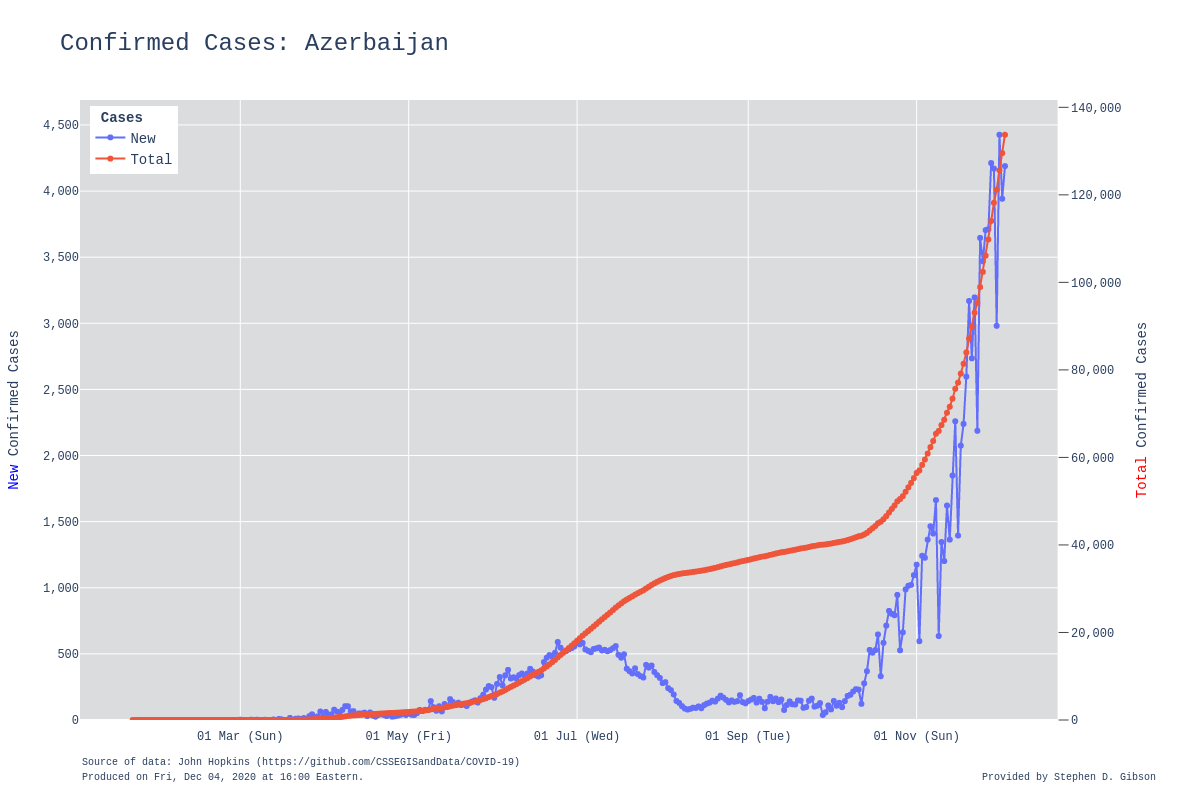 Confirmed Cases: Azerbaijan
Cases
New
Total
4,500
4,000
3,500
3,000
2,500
2,000
1,500
1,000
500
0
New Confirmed Cases
140,000
120,000
100,000
80,000
60,000
40,000
20,000
0
Total Confirmed Cases
01 Mar (Sun)
01 May (Fri)
01 Jul (Wed)
01 Sep (Tue)
01 Nov (Sun)
Source of data: John Hopkins (https://github.com/CSSEGISandData/COVID-19)
Produced on Fri, Dec 04, 2020 at 16:00 Eastern.
Provided by Stephen D. Gibson